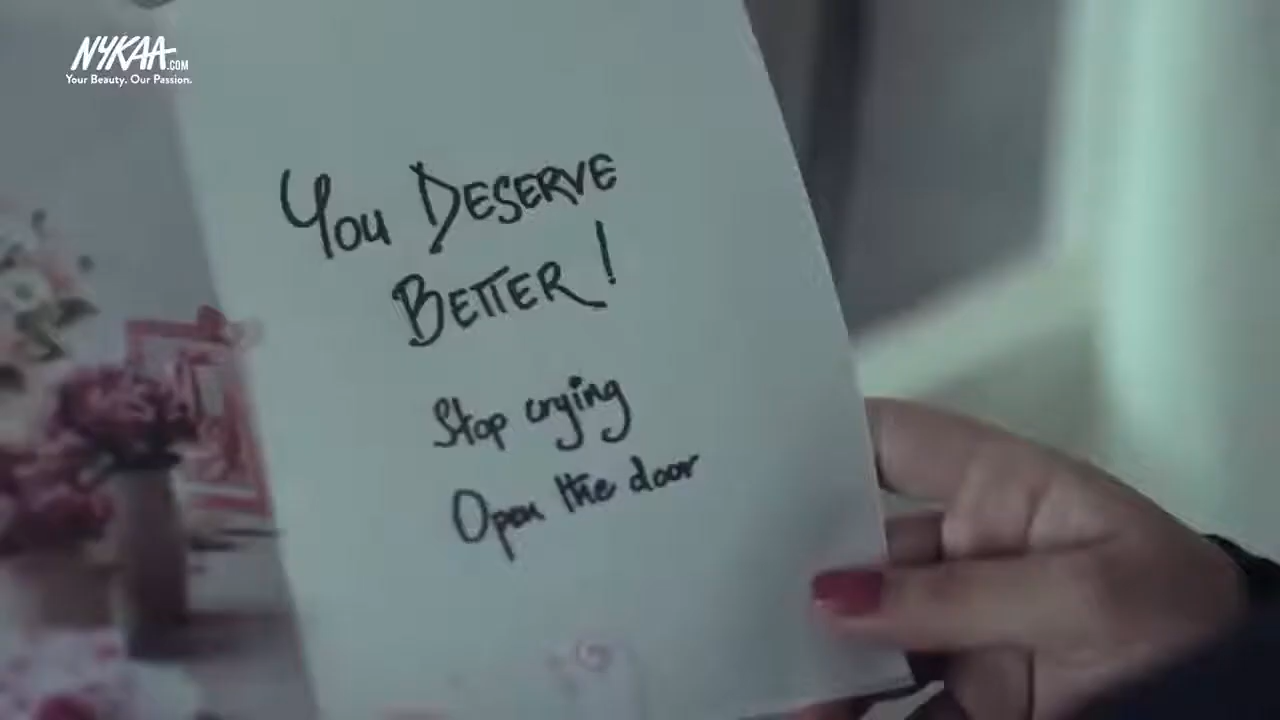 NYKAA.COM
Your Beauty. Our Passion.
You DESERVE
BETTER!
Stop crying
Open the door